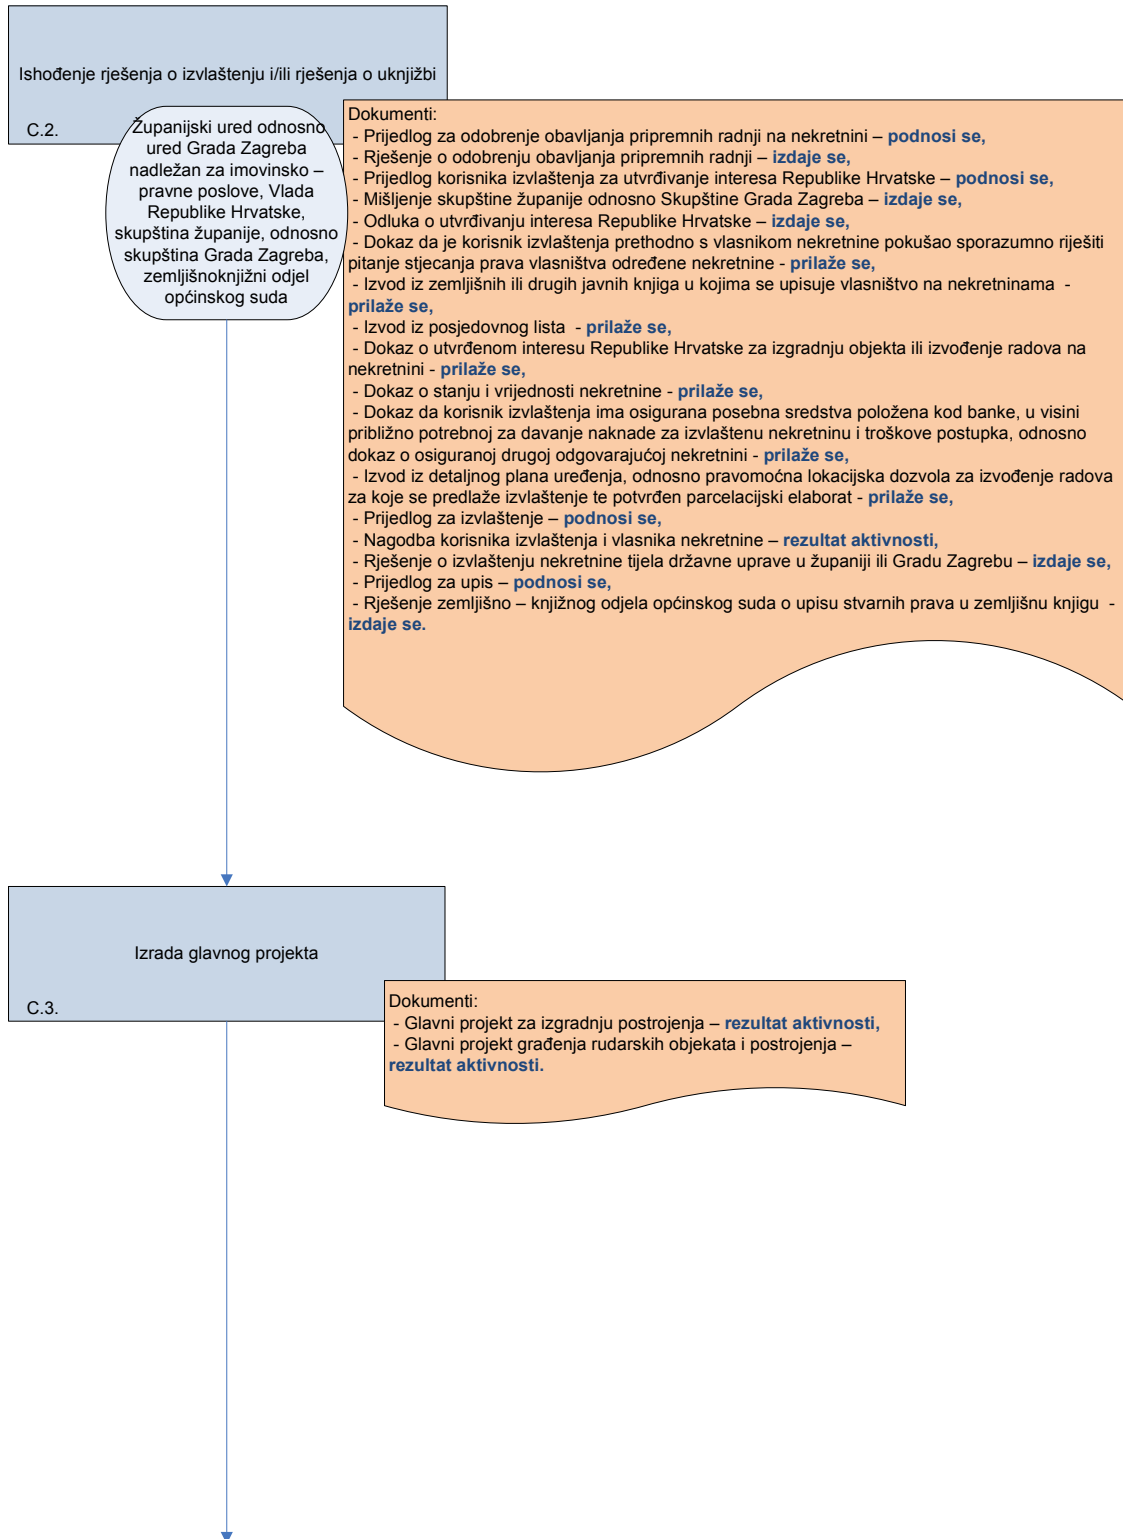 Ishođenje rješenja o izvlaštenju i/ili rješenja o uknjižbi
C.2.
Županijski ured odnosno
ured Grada Zagreba
nadležan za imovinsko –
pravne poslove, Vlada
Republike Hrvatske,
skupština županije, odnosno
skupština Grada Zagreba,
zemljišnoknjižni odjel
općinskog suda
Dokumenti:
- Prijedlog za odobrenje obavljanja pripremnih radnji na nekretnini – podnosi se,
- Rješenje o odobrenju obavljanja pripremnih radnji – izdaje se,
- Prijedlog korisnika izvlaštenja za utvrđivanje interesa Republike Hrvatske – podnosi se,
- Mišljenje skupštine županije odnosno Skupštine Grada Zagreba – izdaje se,
- Odluka o utvrđivanju interesa Republike Hrvatske – izdaje se,
- Dokaz da je korisnik izvlaštenja prethodno s vlasnikom nekretnine pokušao sporazumno riješiti
pitanje stjecanja prava vlasništva određene nekretnine - prilaže se,
- Izvod iz zemljišnih ili drugih javnih knjiga u kojima se upisuje vlasništvo na nekretninama -
prilaže se,
- Izvod iz posjedovnog lista - prilaže se,
- Dokaz o utvrđenom interesu Republike Hrvatske za izgradnju objekta ili izvođenje radova na
nekretnini - prilaže se,
- Dokaz o stanju i vrijednosti nekretnine - prilaže se,
- Dokaz da korisnik izvlaštenja ima osigurana posebna sredstva položena kod banke, u visini
približno potrebnoj za davanje naknade za izvlaštenu nekretninu i troškove postupka, odnosno
dokaz o osiguranoj drugoj odgovarajućoj nekretnini - prilaže se,
- Izvod iz detaljnog plana uređenja, odnosno pravomoćna lokacijska dozvola za izvođenje radova
za koje se predlaže izvlaštenje te potvrđen parcelacijski elaborat - prilaže se,
- Prijedlog za izvlaštenje – podnosi se,
- Nagodba korisnika izvlaštenja i vlasnika nekretnine – rezultat aktivnosti,
- Rješenje o izvlaštenju nekretnine tijela državne uprave u županiji ili Gradu Zagrebu – izdaje se,
- Prijedlog za upis – podnosi se,
- Rješenje zemljišno – knjižnog odjela općinskog suda o upisu stvarnih prava u zemljišnu knjigu -
izdaje se.
Izrada glavnog projekta
C.3.
Dokumenti:
- Glavni projekt za izgradnju postrojenja – rezultat aktivnosti,
- Glavni projekt građenja rudarskih objekata i postrojenja –
rezultat aktivnosti.